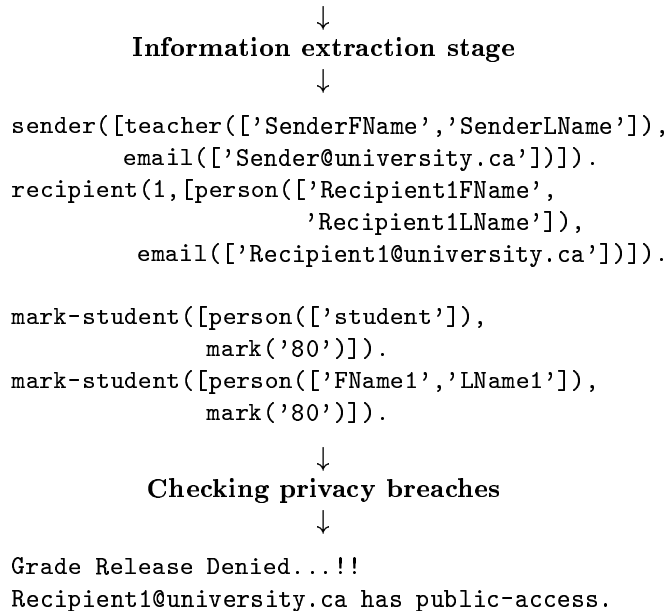 ↓
Information extraction stage
↓
sender([teacher(['SenderFName','SenderLName']),
email(['Sender@university.ca'])]).
recipient(1,[person(['Recipient1FName',
'Recipient1LName']),
email(['Recipient1@university.ca'])]).
mark-student([person(['student']),
mark('80')]).
mark-student([person(['FName1','LName1']),
mark('80')]).
↓
Checking privacy breaches
↓
Grade Release Denied...!!
Recipient1@university.ca has public-access.